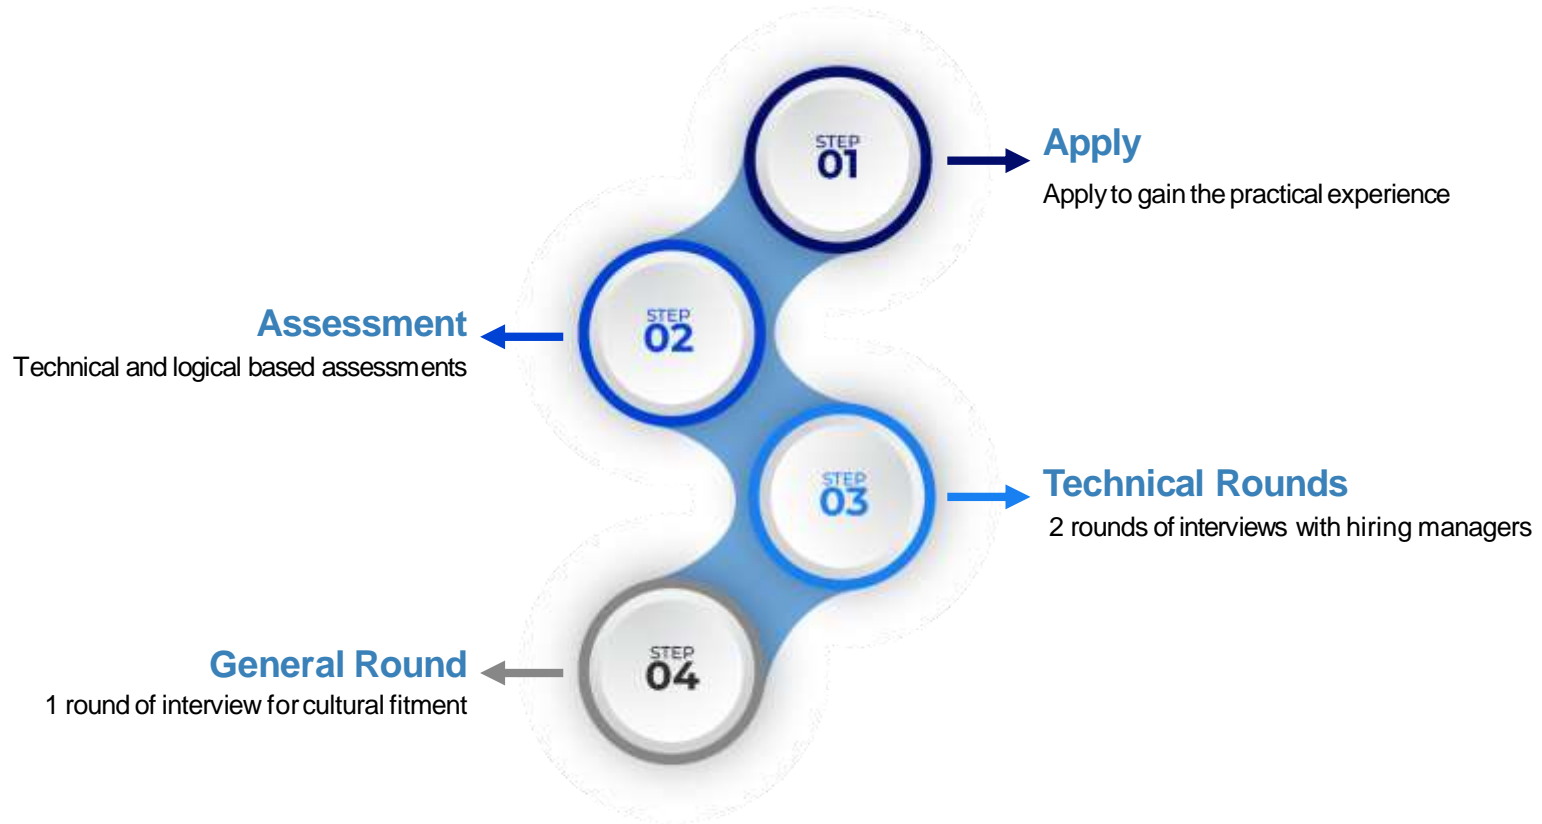 STEP
01
Apply
Apply to gain the practical experience
STEP
02
Assessment
Technical and logical based assessments
STEP
03
Technical Rounds
2 rounds of interviews with hiring managers
STEP
04
General Round
1 round of interview for cultural fitment